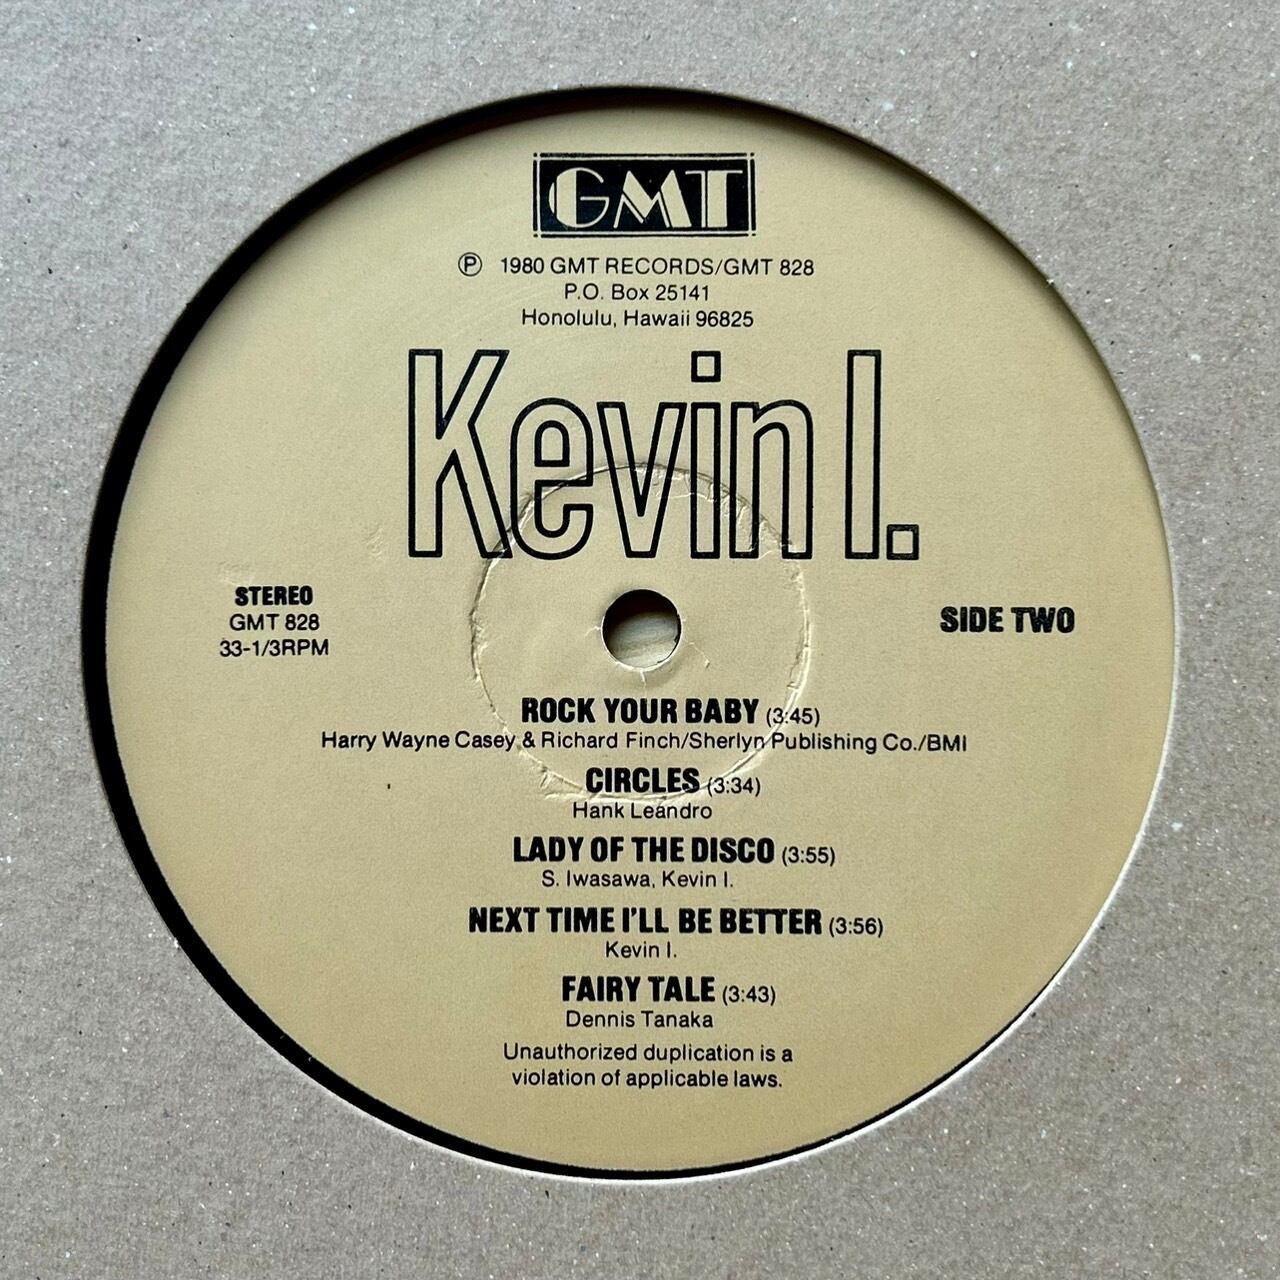 GMT
Ⓟ 1980 GMT RECORDS/GMT 828
P.O. Box 25141
Honolulu, Hawaii 96825
Kevin I.
STEREO
GMT 828
33-1/3RPM
SIDE TWO
ROCK YOUR BABY (3:45)
Harry Wayne Casey & Richard Finch/Sherlyn Publishing Co./BMI
CIRCLES (3:34)
Hank Leandro
LADY OF THE DISCO (3:55)
S. Iwasawa, Kevin I.
NEXT TIME I'LL BE BETTER (3:56)
Kevin I.
FAIRY TALE (3:43)
Dennis Tanaka
Unauthorized duplication is a
violation of applicable laws.